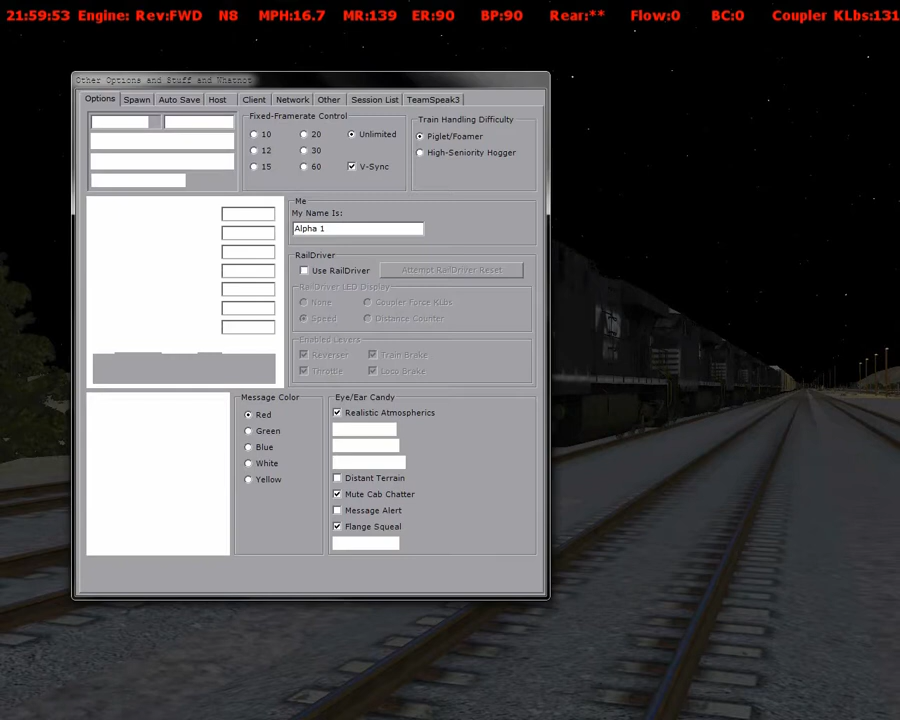 21:59:53 Engine: Rev:FWD N8 MPH:16.7 MR:139 ER:90 BP:90 Rear:** Flow:0 BC:0 Coupler KLbs:131
Other Options and Stuff and Whatnot
Options Spawn Auto Save Host Client Network Other Session List TeamSpeak3
Fixed-Framerate Control
10 20 Unlimited
12 30
15 60 V-Sync
Train Handling Difficulty
Piglet/Foamer
High-Seniority Hogger
Me
My Name Is:
Alpha 1
RailDriver
Use RailDriver Attempt RailDriver Reset
RailDriver LED Display
None Coupler Force KLbs
Speed Distance Counter
Enabled Levers
Reverser Train Brake
Throttle Loco Brake
Message Color
Red
Green
Blue
White
Yellow
Eye/Ear Candy
Realistic Atmospherics
Distant Terrain
Mute Cab Chatter
Message Alert
Flange Squeal